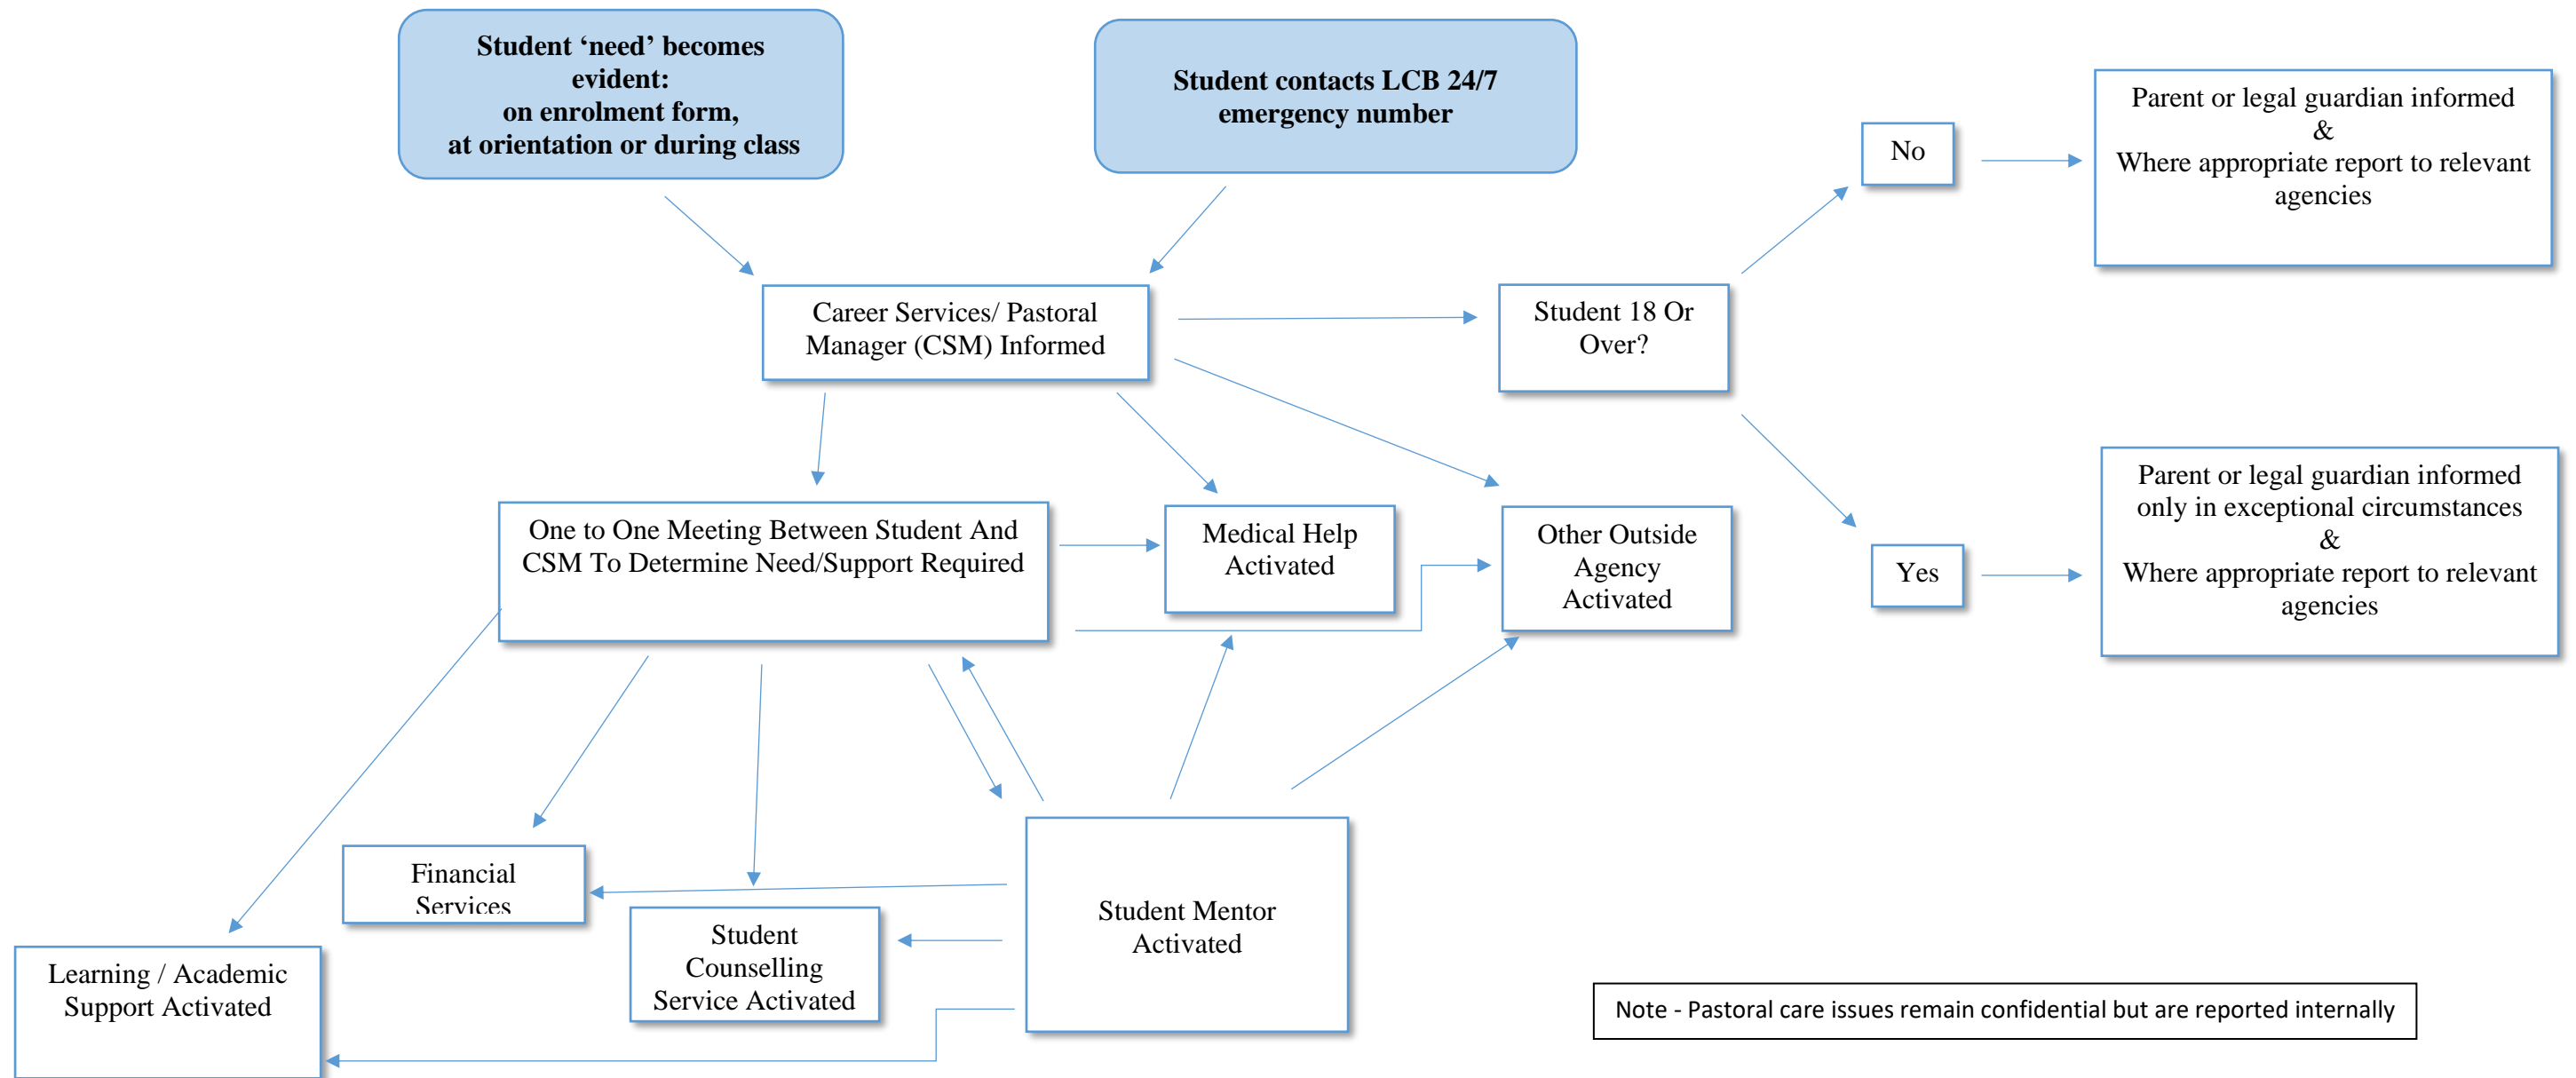 Student ‘need’ becomes
evident:
on enrolment form,
at orientation or during class
Student contacts LCB 24/7
emergency number
No
Parent or legal guardian informed
&
Where appropriate report to relevant
agencies
Career Services/ Pastoral
Manager (CSM) Informed
Student 18 Or
Over?
One to One Meeting Between Student And
CSM To Determine Need/Support Required
Medical Help
Activated
Other Outside
Agency
Activated
Yes
Parent or legal guardian informed
only in exceptional circumstances
&
Where appropriate report to relevant
agencies
Financial
Services
Student
Counselling
Service Activated
Student Mentor
Activated
Learning / Academic
Support Activated
Note - Pastoral care issues remain confidential but are reported internally